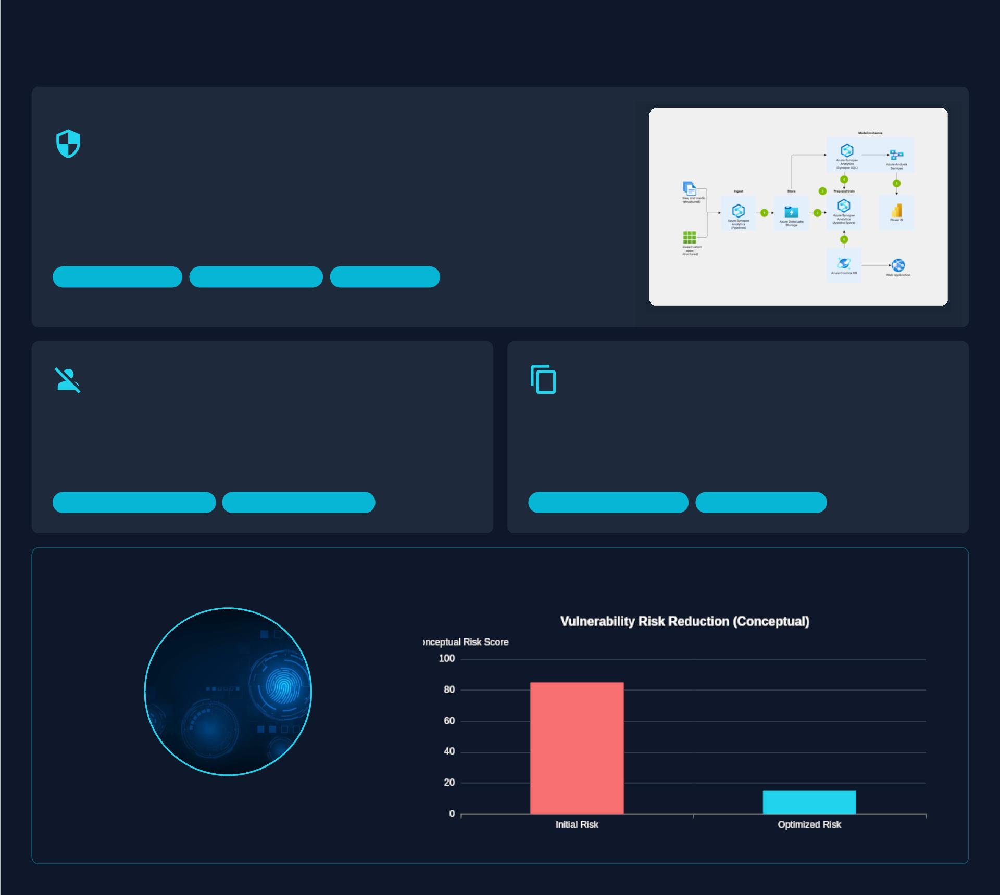 Model and serve
Azure Synapse
Analytics
(Synapse SQL)
Azure Analysis
Services
4
5
files, and media
structured)
Ingest
Store
3
Prep and train
Azure Synapse
Analytics
(Pipelines)
1
Azure Data Lake
Storage
2
Azure Synapse
Analytics
(Apache Spark)
Power BI
6
iness/custom
apps
structured)
Azure Cosmos DB
Web application
Vulnerability Risk Reduction (Conceptual)
onceptual Risk Score
100
80
60
40
20
0
Initial Risk
Optimized Risk